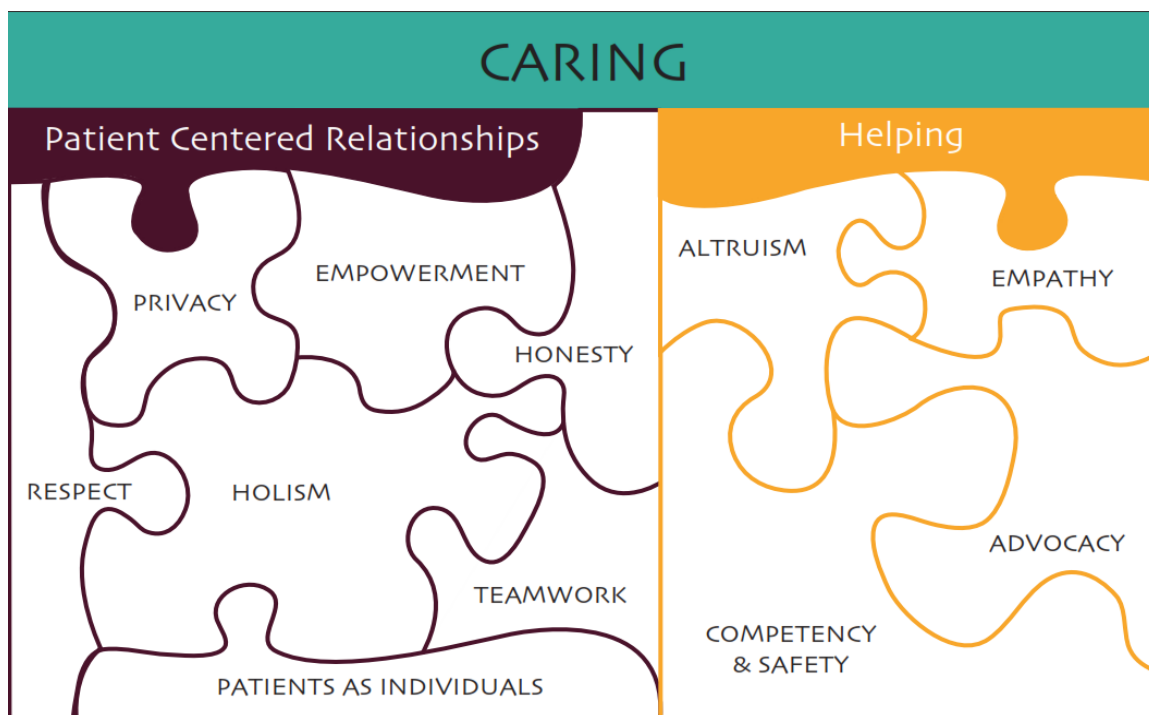 CARING
Patient Centered Relationships
PRIVACY
EMPOWERMENT
HONESTY
RESPECT
HOLISM
TEAMWORK
PATIENTS AS INDIVIDUALS
Helping
ALTRUISM
EMPATHY
ADVOCACY
COMPETENCY
& SAFETY